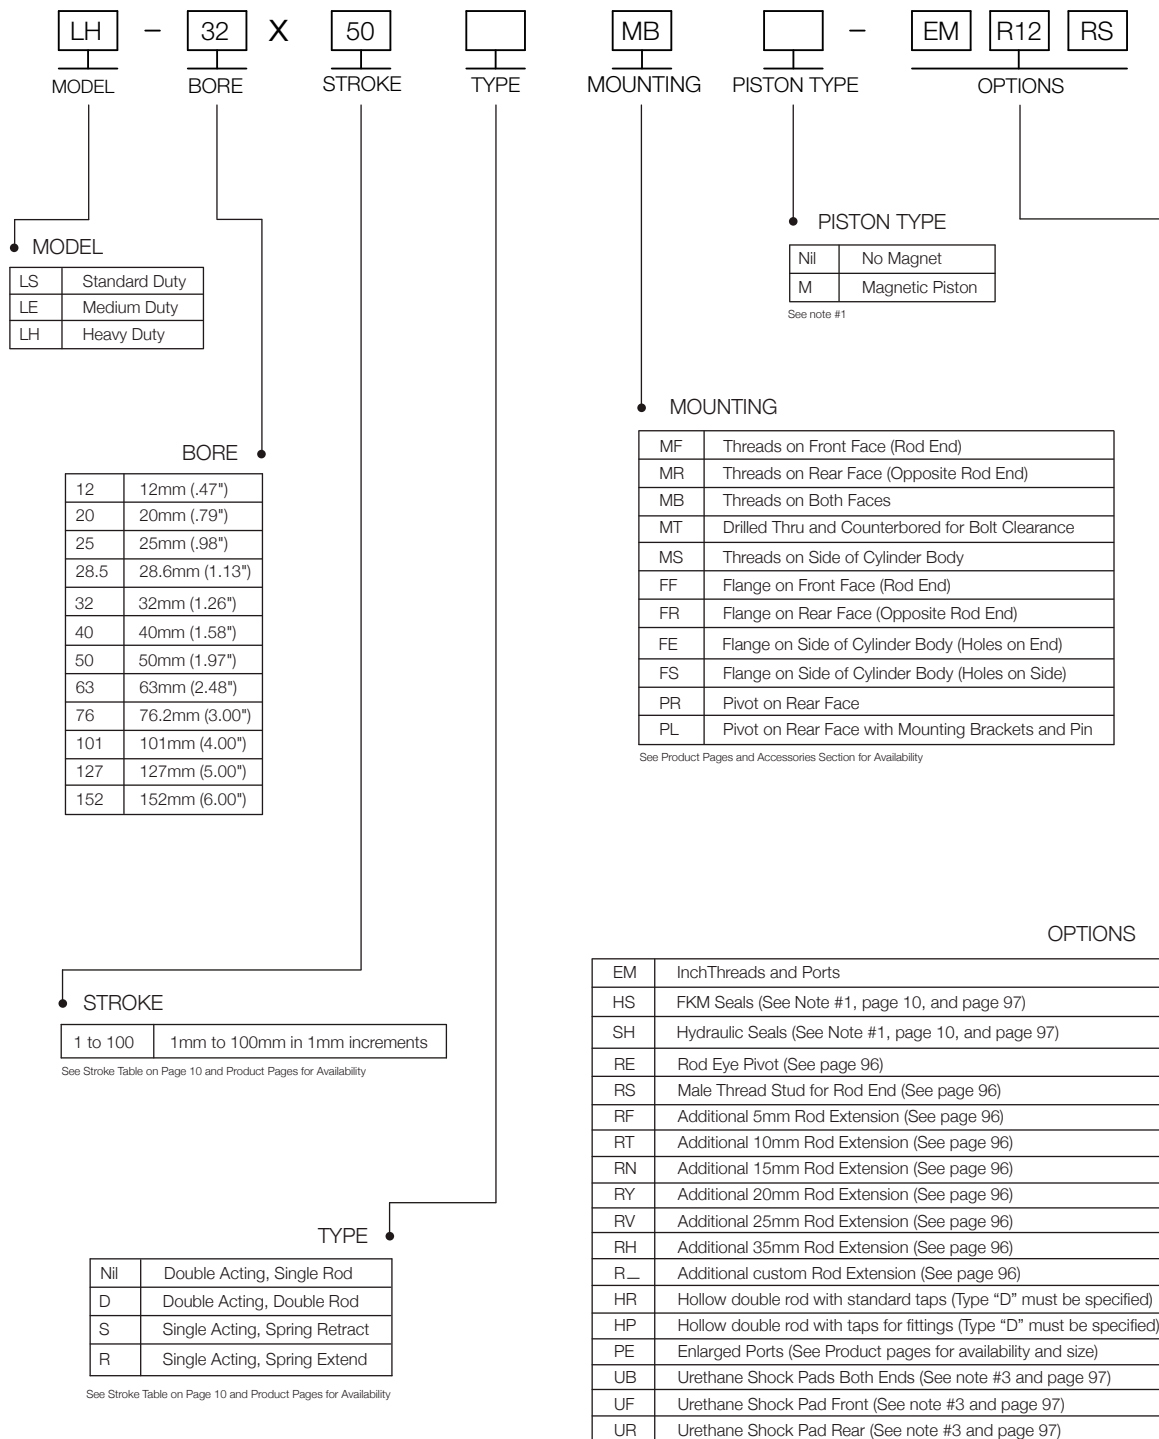 LH – 32 X 50 MB – EM R12 RS
MODEL BORE STROKE TYPE MOUNTING PISTON TYPE OPTIONS
PISTON TYPE
Nil No Magnet
M Magnetic Piston
See note #1
MODEL
LS Standard Duty
LE Medium Duty
LH Heavy Duty
MOUNTING
MF Threads on Front Face (Rod End)
MR Threads on Rear Face (Opposite Rod End)
MB Threads on Both Faces
MT Drilled Thru and Counterbored for Bolt Clearance
MS Threads on Side of Cylinder Body
FF Flange on Front Face (Rod End)
FR Flange on Rear Face (Opposite Rod End)
FE Flange on Side of Cylinder Body (Holes on End)
FS Flange on Side of Cylinder Body (Holes on Side)
PR Pivot on Rear Face
PL Pivot on Rear Face with Mounting Brackets and Pin
See Product Pages and Accessories Section for Availability
BORE
12 12mm (.47")
20 20mm (.79")
25 25mm (.98")
28.5 28.6mm (1.13")
32 32mm (1.26")
40 40mm (1.58")
50 50mm (1.97")
63 63mm (2.48")
76 76.2mm (3.00")
101 101mm (4.00")
127 127mm (5.00")
152 152mm (6.00")
STROKE
1 to 100 1mm to 100mm in 1mm increments
See Stroke Table on Page 10 and Product Pages for Availability
TYPE
Nil Double Acting, Single Rod
D Double Acting, Double Rod
S Single Acting, Spring Retract
R Single Acting, Spring Extend
See Stroke Table on Page 10 and Product Pages for Availability
OPTIONS
EM InchThreads and Ports
HS FKM Seals (See Note #1, page 10, and page 97)
SH Hydraulic Seals (See Note #1, page 10, and page 97)
RE Rod Eye Pivot (See page 96)
RS Male Thread Stud for Rod End (See page 96)
RF Additional 5mm Rod Extension (See page 96)
RT Additional 10mm Rod Extension (See page 96)
RN Additional 15mm Rod Extension (See page 96)
RY Additional 20mm Rod Extension (See page 96)
RV Additional 25mm Rod Extension (See page 96)
RH Additional 35mm Rod Extension (See page 96)
R_ Additional custom Rod Extension (See page 96)
HR Hollow double rod with standard taps (Type “D” must be specified)
HP Hollow double rod with taps for fittings (Type “D” must be specified)
PE Enlarged Ports (See Product pages for availability and size)
UB Urethane Shock Pads Both Ends (See note #3 and page 97)
UF Urethane Shock Pad Front (See note #3 and page 97)
UR Urethane Shock Pad Rear (See note #3 and page 97)